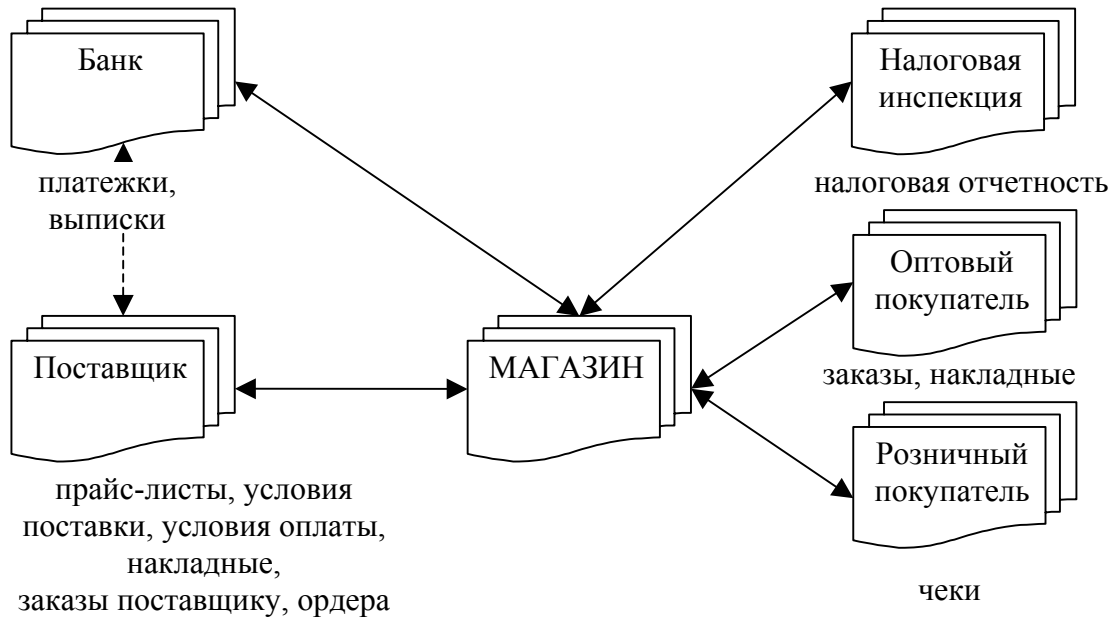 Банк
платежки,
выписки
Налоговая
инспекция
налоговая отчетность
Оптовый
покупатель
заказы, накладные
Поставщик
МАГАЗИН
Розничный
покупатель
прайс-листы, условия
поставки, условия оплаты,
накладные,
заказы поставщику, ордера
чеки